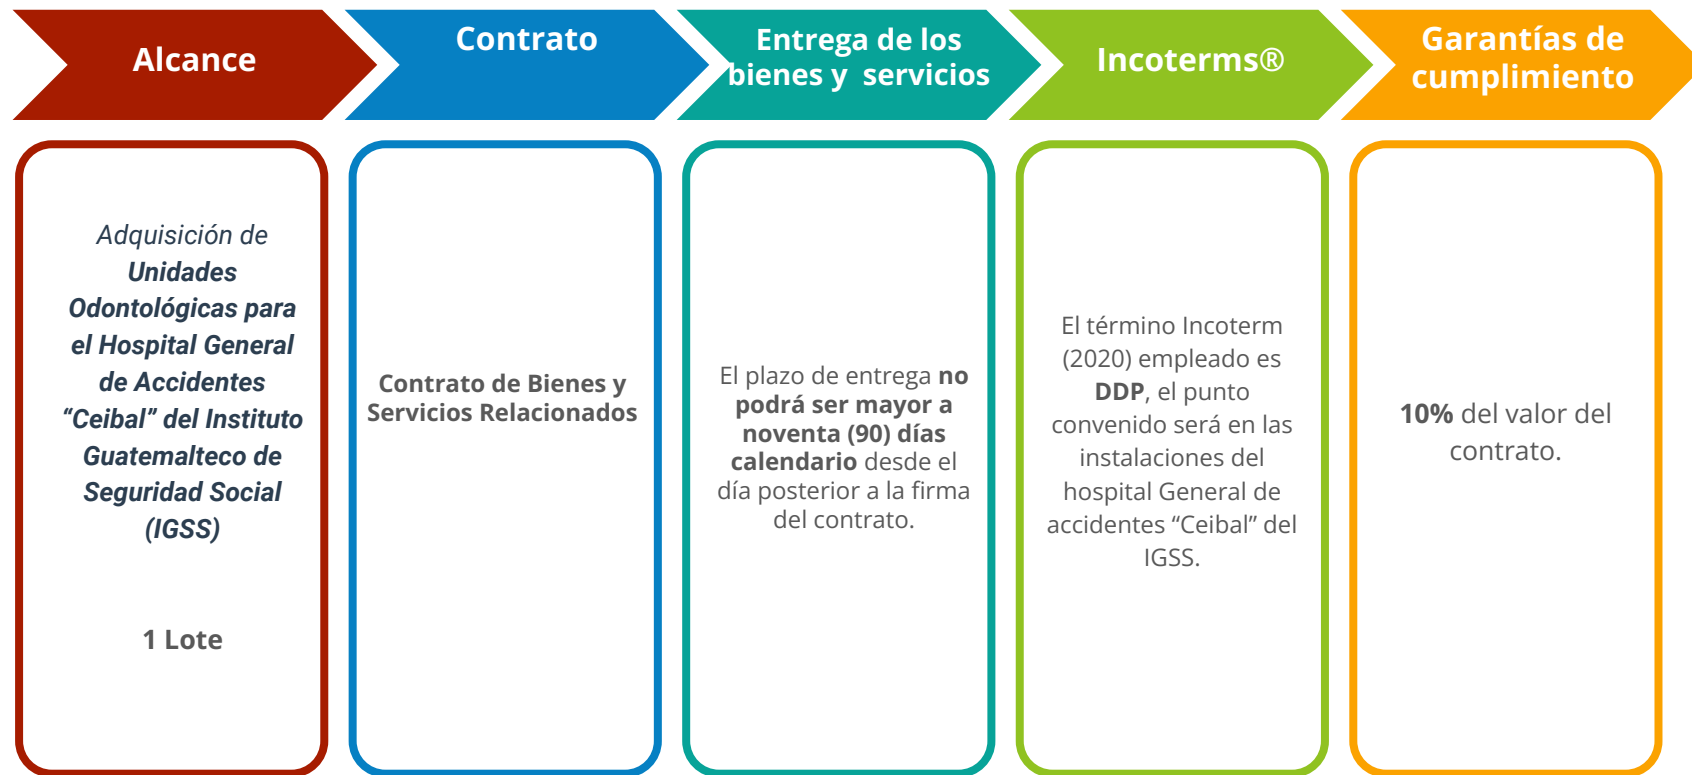 Alcance
Contrato
Entrega de los
bienes y servicios
Incoterms®
Garantías de
cumplimiento
Adquisición de
Unidades
Odontológicas para
el Hospital General
de Accidentes
“Ceibal” del Instituto
Guatemalteco de
Seguridad Social
(IGSS)
1 Lote
Contrato de Bienes y
Servicios Relacionados
El plazo de entrega no
podrá ser mayor a
noventa (90) días
calendario desde el
día posterior a la firma
del contrato.
El término Incoterm
(2020) empleado es
DDP, el punto
convenido será en las
instalaciones del
hospital General de
accidentes “Ceibal” del
IGSS.
10% del valor del
contrato.